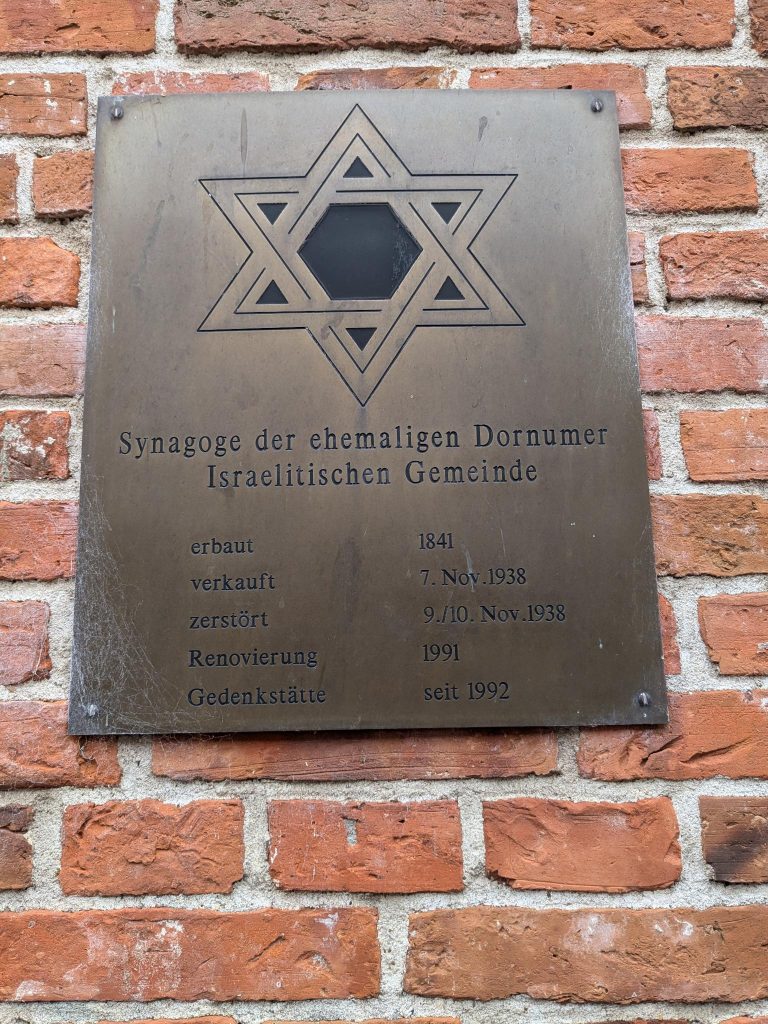 Synagoge der ehemaligen Dornumer
Israelitischen Gemeinde
erbaut 1841
verkauft 7. Nov.1938
zerstört 9./10. Nov.1938
Renovierung 1991
Gedenkstätte seit 1992